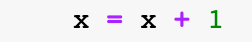 x = x + 1